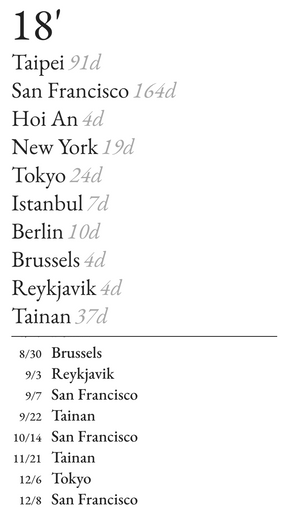 18'
Taipei 91d
San Francisco 164d
Hoi An 4d
New York 19d
Tokyo 24d
Istanbul 7d
Berlin 10d
Brussels 4d
Reykjavik 4d
Tainan 37d
8/30 Brussels
9/3 Reykjavik
9/7 San Francisco
9/22 Tainan
10/14 San Francisco
11/21 Tainan
12/6 Tokyo
12/8 San Francisco